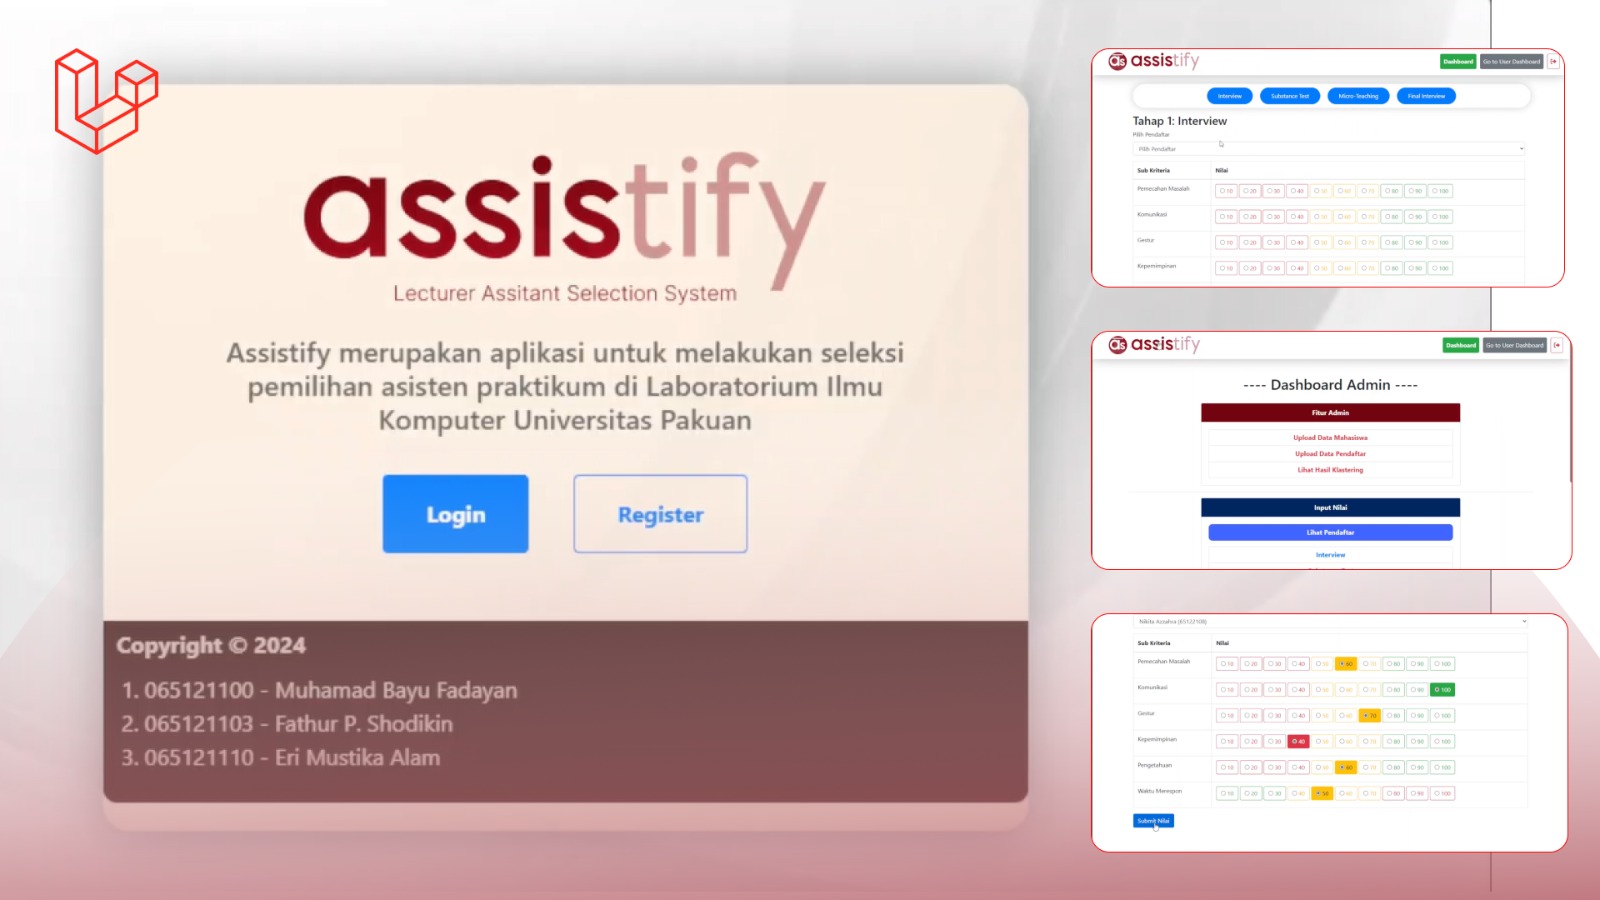 assistify
Lecturer Assitant Selection System
Assistify merupakan aplikasi untuk melakukan seleksi
pemilihan asisten praktikum di Laboratorium Ilmu
Komputer Universitas Pakuan
Login Register
Copyright © 2024
1. 065121100 - Muhamad Bayu Fadayan
2. 065121103 - Fathur P. Shodikin
3. 065121110 - Eri Mustika Alam
as assistify Dashboard Go to User Dashboard
Interview Substance Test Micro-Teaching Final Interview
Tahap 1: Interview
Pilih Pendaftar
Pilih Pendaftar
Sub Kriteria Nilai
Pemecahan Masalah 10 20 30 40 50 60 70 80 90 100
Komunikasi 10 20 30 40 50 60 70 80 90 100
Gestur 10 20 30 40 50 60 70 80 90 100
Kepemimpinan 10 20 30 40 50 60 70 80 90 100
as assistify Dashboard Go to User Dashboard
---- Dashboard Admin ----
Fitur Admin
Upload Data Mahasiswa
Upload Data Pendaftar
Lihat Hasil Klastering
Input Nilai
Lihat Pendaftar
Interview
Nikita Azzahra (65122108)
Sub Kriteria Nilai
Pemecahan Masalah 10 20 30 40 50 60 70 80 90 100
Komunikasi 10 20 30 40 50 60 70 80 90 100
Gestur 10 20 30 40 50 60 70 80 90 100
Kepemimpinan 10 20 30 40 50 60 70 80 90 100
Pengetahuan 10 20 30 40 50 60 70 80 90 100
Waktu Merespon 10 20 30 40 50 60 70 80 90 100
Submit Nilai